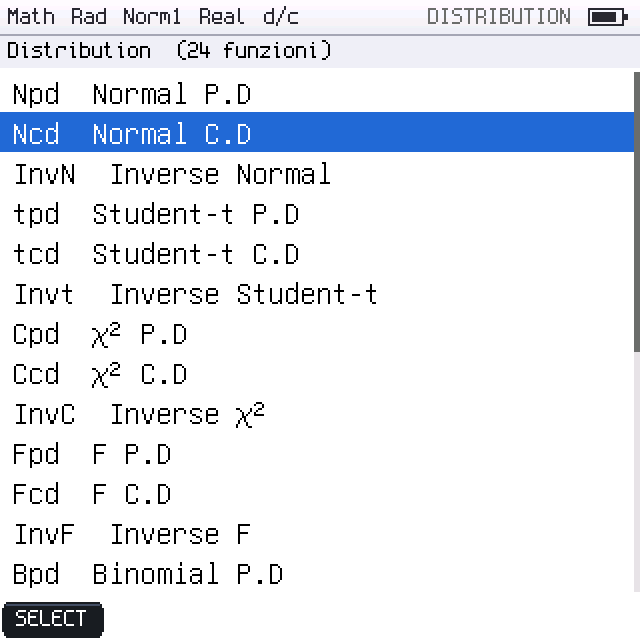 Math Rad Norm1 Real d/c DISTRIBUTION
Distribution (24 funzioni)
Npd Normal P.D
Ncd Normal C.D
InvN Inverse Normal
tpd Student-t P.D
tcd Student-t C.D
Invt Inverse Student-t
Cpd χ² P.D
Ccd χ² C.D
InvC Inverse χ²
Fpd F P.D
Fcd F C.D
InvF Inverse F
Bpd Binomial P.D
SELECT